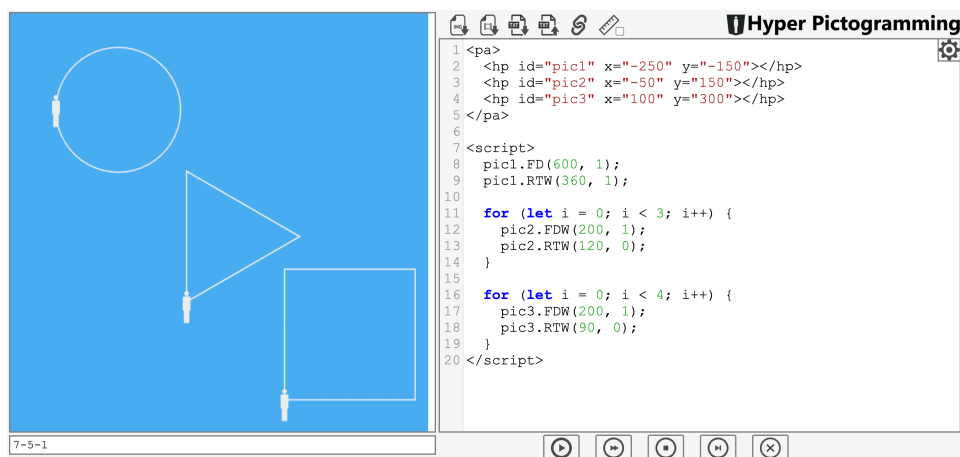 Hyper Pictogramming
1 <pa>
2   <hp id="pic1" x="-250" y="-150"></hp>
3   <hp id="pic2" x="-50" y="150"></hp>
4   <hp id="pic3" x="100" y="300"></hp>
5 </pa>
6
7 <script>
8   pic1.FD(600, 1);
9   pic1.RTW(360, 1);
10
11   for (let i = 0; i < 3; i++) {
12     pic2.FDW(200, 1);
13     pic2.RTW(120, 0);
14   }
15
16   for (let i = 0; i < 4; i++) {
17     pic3.FDW(200, 1);
18     pic3.RTW(90, 0);
19   }
20 </script>
7-5-1